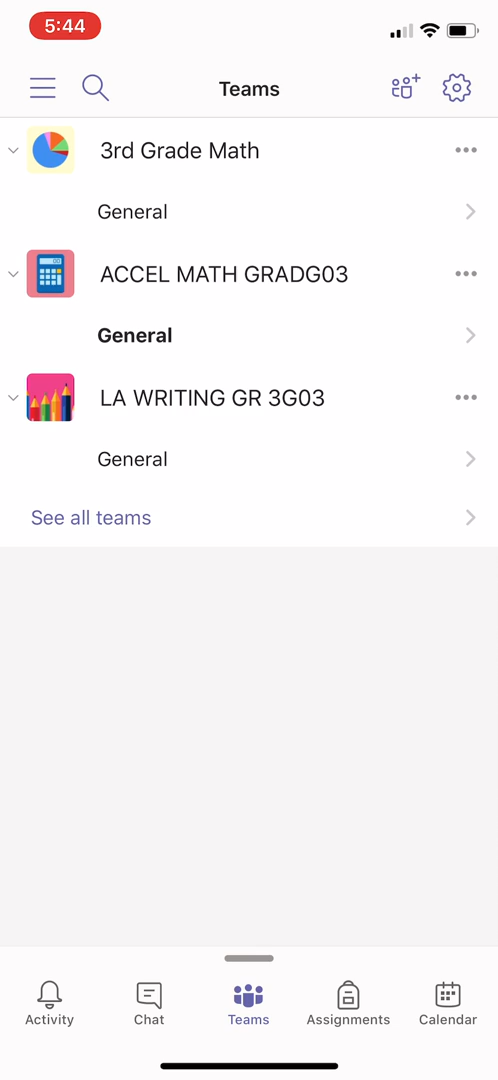 5:44
Teams
3rd Grade Math
General
ACCEL MATH GRADG03
General
LA WRITING GR 3G03
General
See all teams
Activity
Chat
Teams
Assignments
Calendar